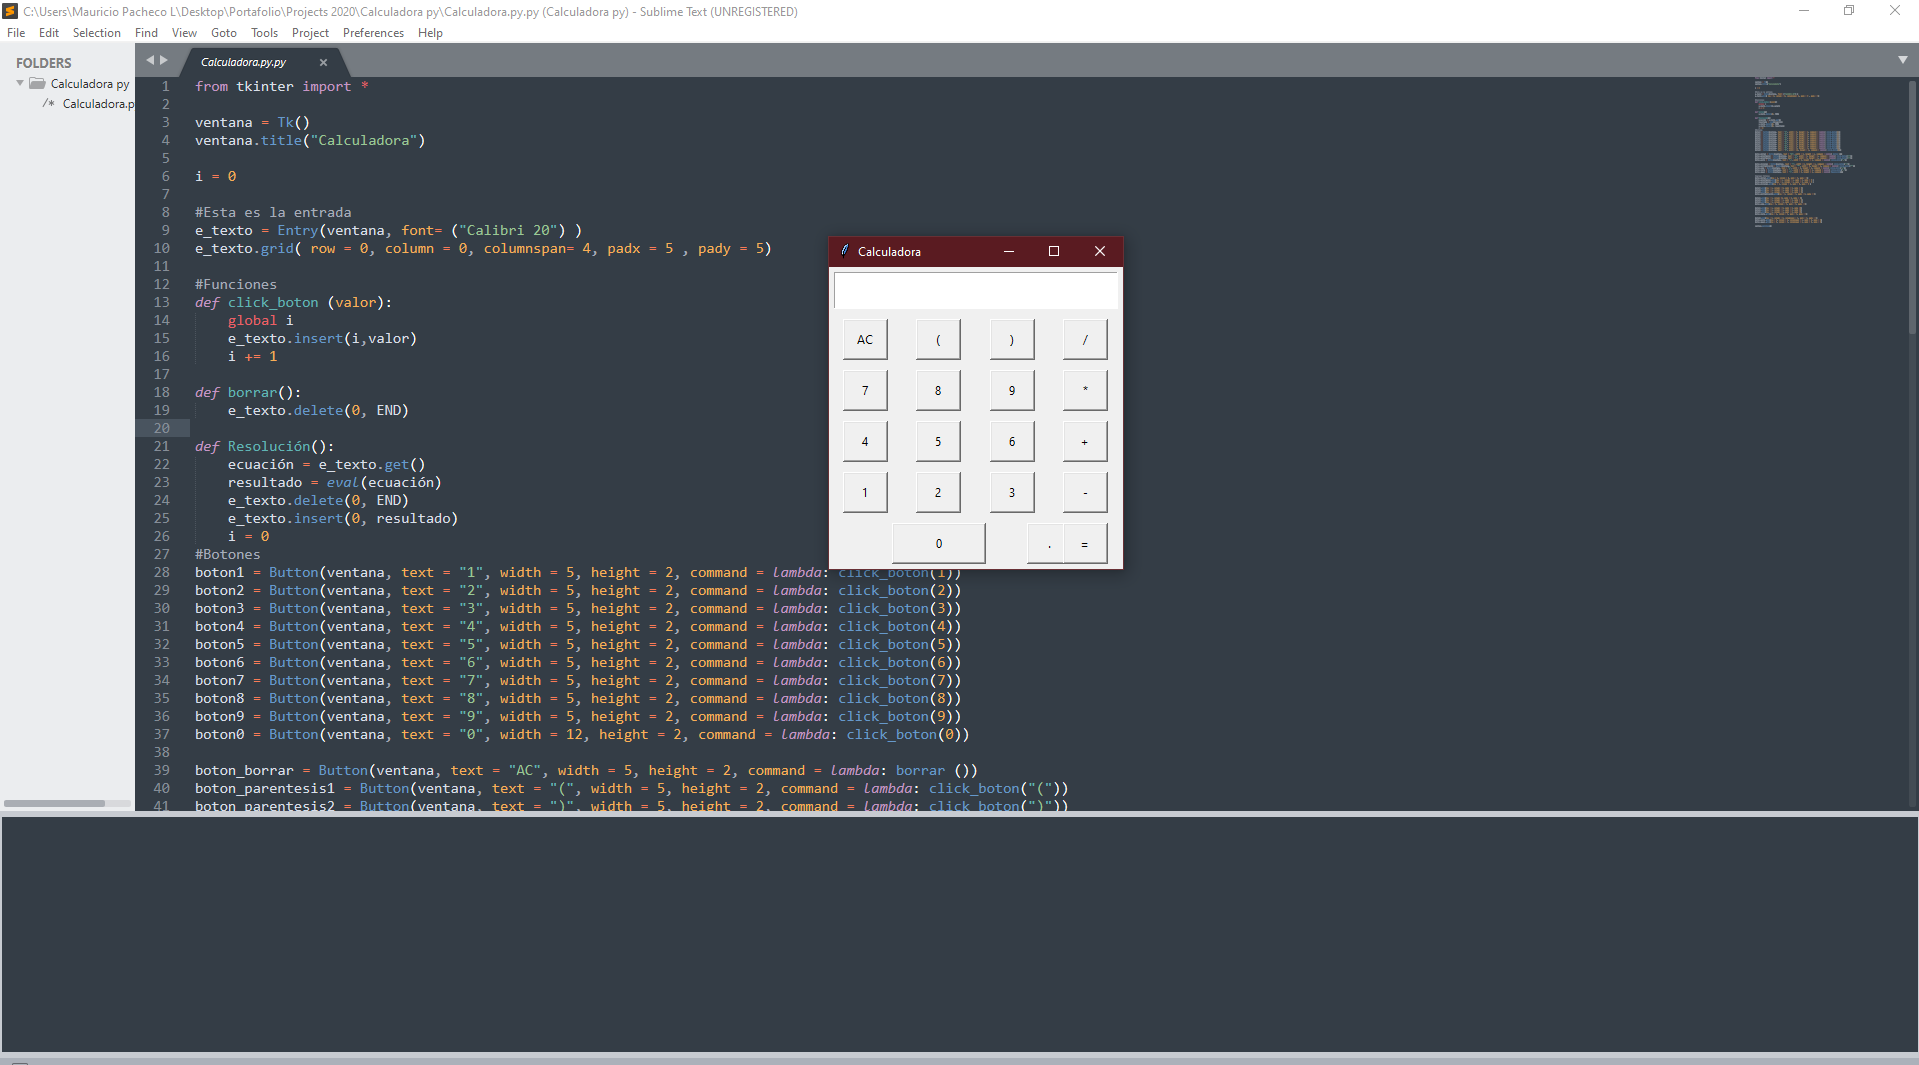 C:\Users\Mauricio Pacheco L\Desktop\Portafolio\Projects 2020\Calculadora py\Calculadora.py.py (Calculadora py) - Sublime Text (UNREGISTERED)
File Edit Selection Find View Goto Tools Project Preferences Help
FOLDERS
Calculadora py
/* Calculadora.p
Calculadora.py.py ×
1 from tkinter import *
2
3 ventana = Tk()
4 ventana.title("Calculadora")
5
6 i = 0
7
8 #Esta es la entrada
9 e_texto = Entry(ventana, font= ("Calibri 20") )
10 e_texto.grid( row = 0, column = 0, columnspan= 4, padx = 5 , pady = 5)
11
12 #Funciones
13 def click_boton (valor):
14     global i
15     e_texto.insert(i,valor)
16     i += 1
17
18 def borrar():
19     e_texto.delete(0, END)
20
21 def Resolución():
22     ecuación = e_texto.get()
23     resultado = eval(ecuación)
24     e_texto.delete(0, END)
25     e_texto.insert(0, resultado)
26     i = 0
27 #Botones
28 boton1 = Button(ventana, text = "1", width = 5, height = 2, command = lambda: click_boton(1))
29 boton2 = Button(ventana, text = "2", width = 5, height = 2, command = lambda: click_boton(2))
30 boton3 = Button(ventana, text = "3", width = 5, height = 2, command = lambda: click_boton(3))
31 boton4 = Button(ventana, text = "4", width = 5, height = 2, command = lambda: click_boton(4))
32 boton5 = Button(ventana, text = "5", width = 5, height = 2, command = lambda: click_boton(5))
33 boton6 = Button(ventana, text = "6", width = 5, height = 2, command = lambda: click_boton(6))
34 boton7 = Button(ventana, text = "7", width = 5, height = 2, command = lambda: click_boton(7))
35 boton8 = Button(ventana, text = "8", width = 5, height = 2, command = lambda: click_boton(8))
36 boton9 = Button(ventana, text = "9", width = 5, height = 2, command = lambda: click_boton(9))
37 boton0 = Button(ventana, text = "0", width = 12, height = 2, command = lambda: click_boton(0))
38
39 boton_borrar = Button(ventana, text = "AC", width = 5, height = 2, command = lambda: borrar ())
40 boton_parentesis1 = Button(ventana, text = "(", width = 5, height = 2, command = lambda: click_boton("("))
41 boton_parentesis2 = Button(ventana, text = ")", width = 5, height = 2, command = lambda: click_boton(")"))
Calculadora
AC ( ) /
7 8 9 *
4 5 6 +
1 2 3 -
0 . =